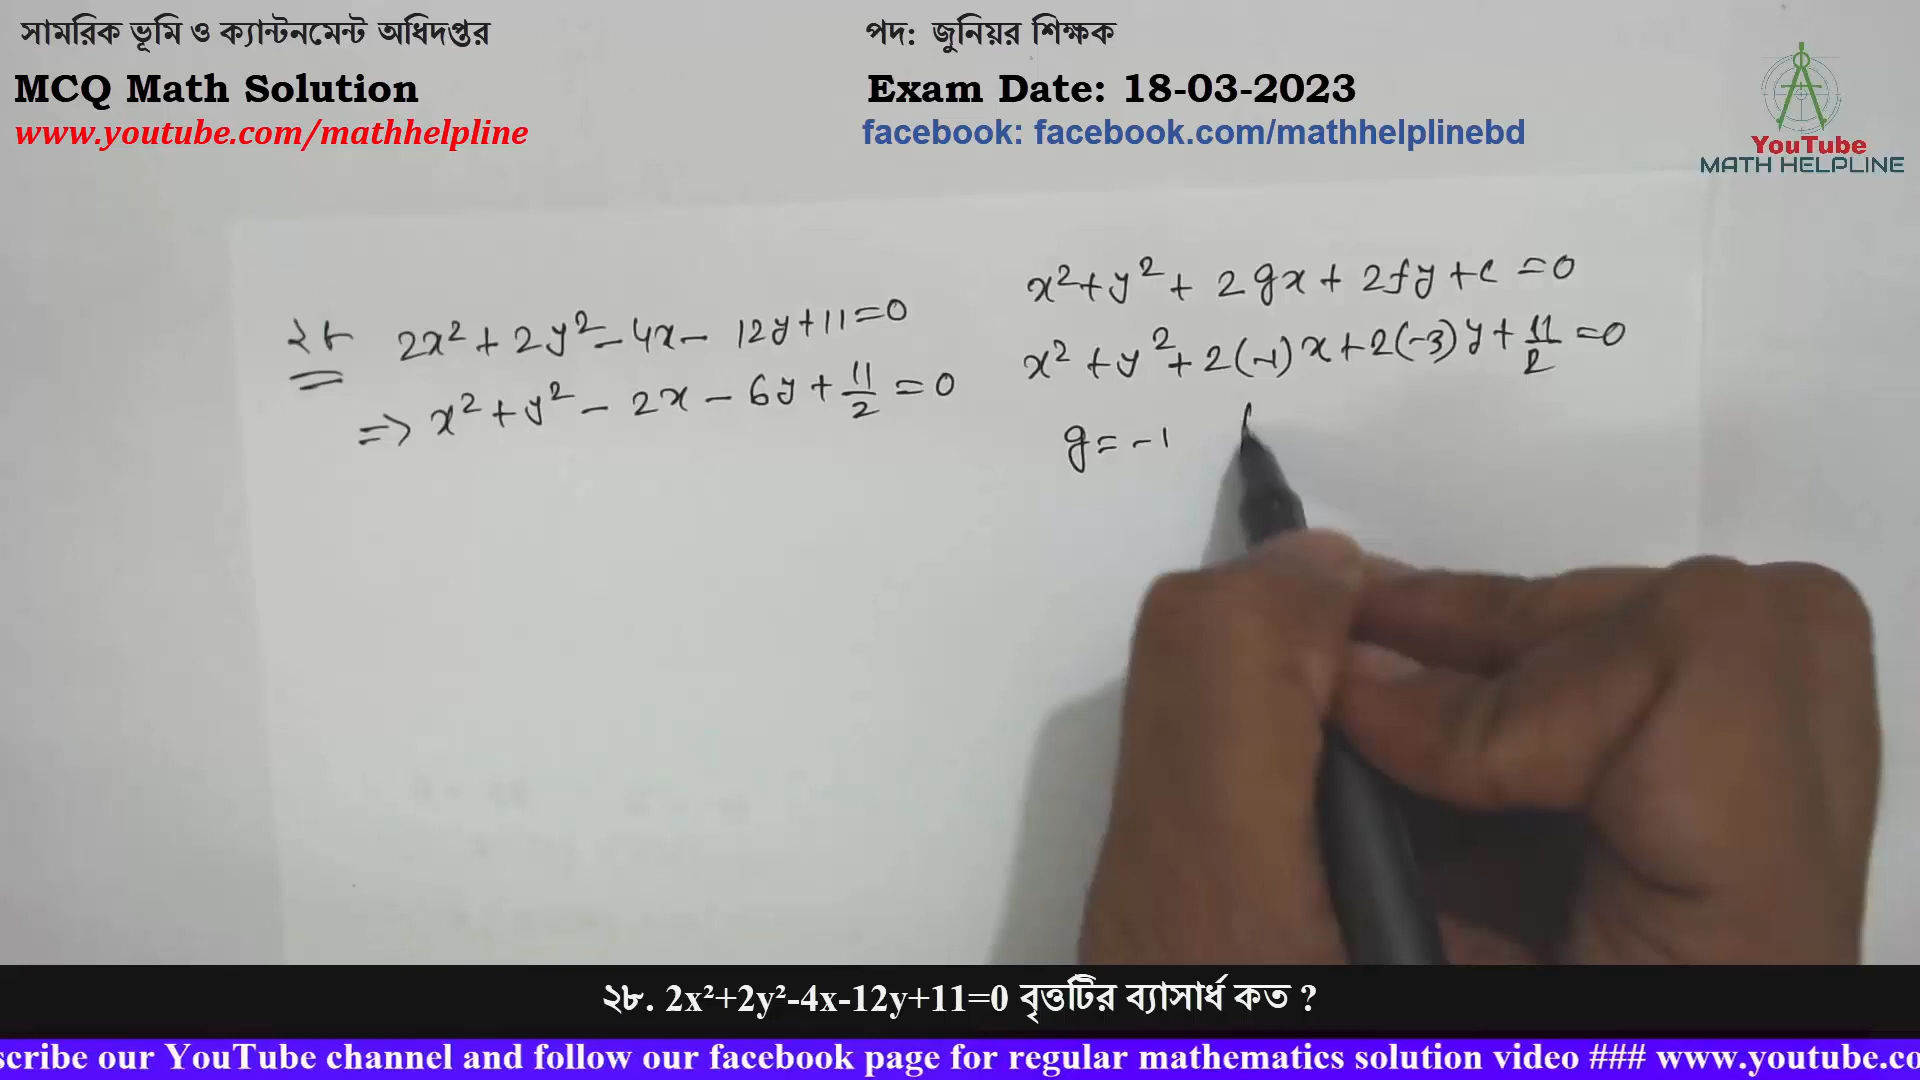 সামরিক ভূমি ও ক্যান্টনমেন্ট অধিদপ্তর
পদ: জুনিয়র শিক্ষক
MCQ Math Solution
Exam Date: 18-03-2023
www.youtube.com/mathhelpline
facebook: facebook.com/mathhelplinebd
YouTube
MATH HELPLINE
২৮ 2x²+2y²-4x-12y+11=0
=> x²+y²-2x-6y+11/2=0
x²+y²+2gx+2fy+c=0
x²+y²+2(-1)x+2(-3)y+11/2=0
g=-1
২৮. 2x²+2y²-4x-12y+11=0 বৃত্তটির ব্যাসার্ধ কত ?
scribe our YouTube channel and follow our facebook page for regular mathematics solution video ### www.youtube.co